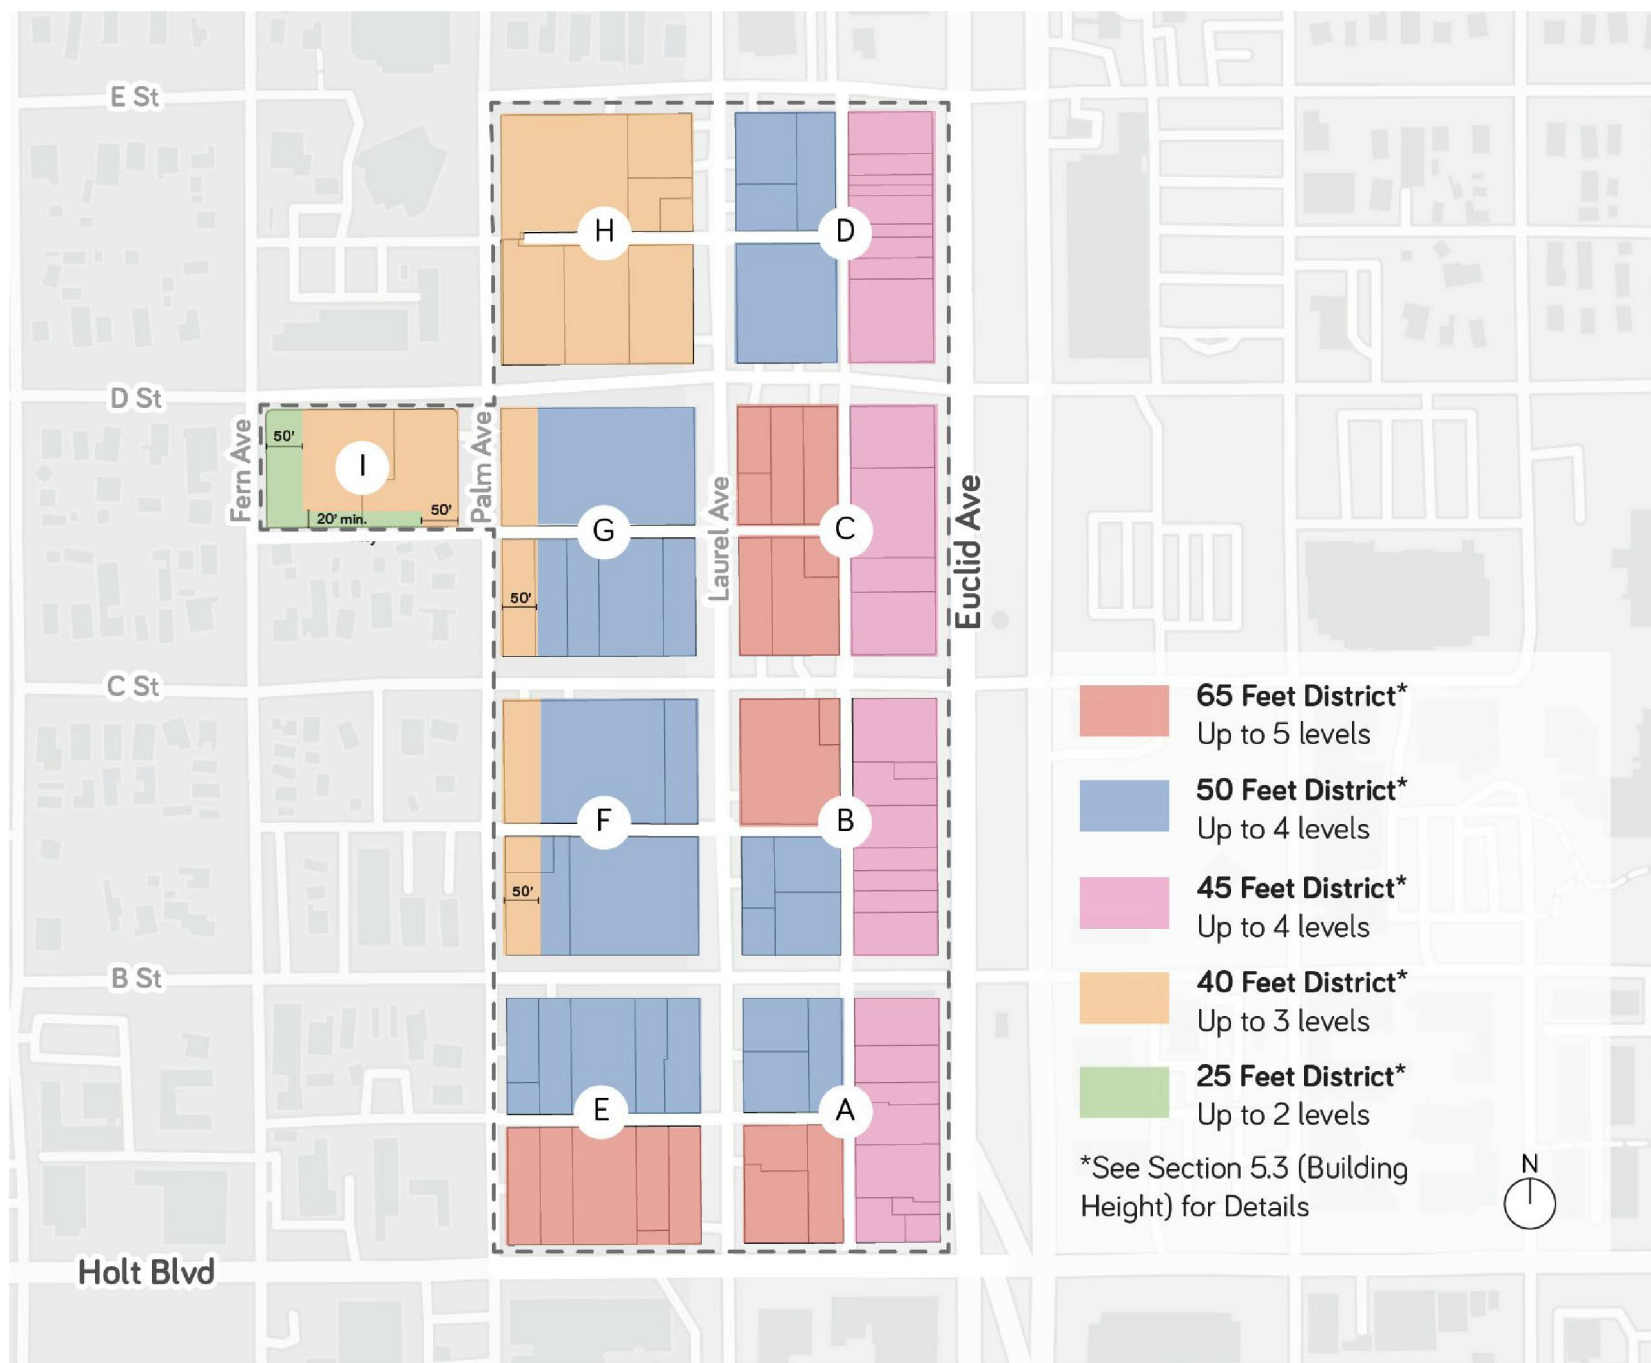 E St
H
D
D St
Fern Ave
50'
I
20' min.
50'
Palm Ave
G
50'
Laurel Ave
C
Euclid Ave
C St
F
50'
B
B St
E
A
Holt Blvd
65 Feet District*
Up to 5 levels
50 Feet District*
Up to 4 levels
45 Feet District*
Up to 4 levels
40 Feet District*
Up to 3 levels
25 Feet District*
Up to 2 levels
*See Section 5.3 (Building
Height) for Details
N